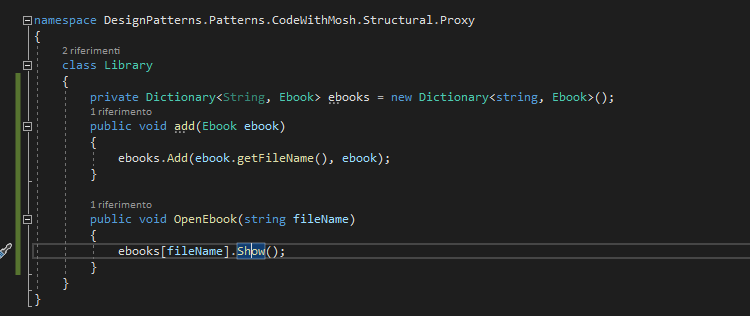 namespace DesignPatterns.Patterns.CodeWithMosh.Structural.Proxy
{
2 riferimenti
class Library
{
private Dictionary<String, Ebook> ebooks = new Dictionary<string, Ebook>();
1 riferimento
public void add(Ebook ebook)
{
ebooks.Add(ebook.getFileName(), ebook);
}
1 riferimento
public void OpenEbook(string fileName)
{
ebooks[fileName].Show();
}
}
}